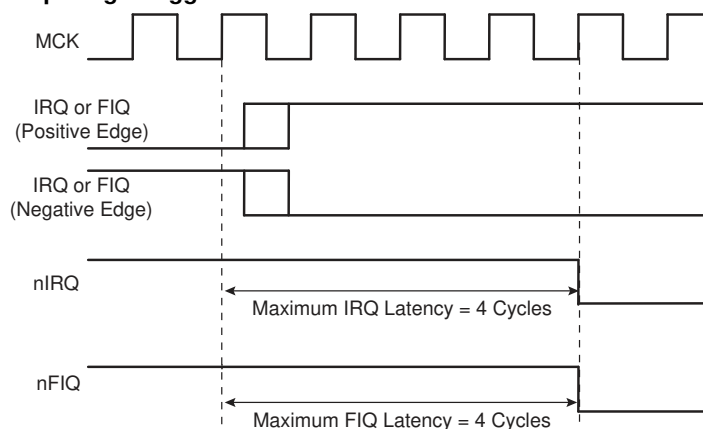 MCK
IRQ or FIQ
(Positive Edge)
IRQ or FIQ
(Negative Edge)
nIRQ
Maximum IRQ Latency = 4 Cycles
nFIQ
Maximum FIQ Latency = 4 Cycles